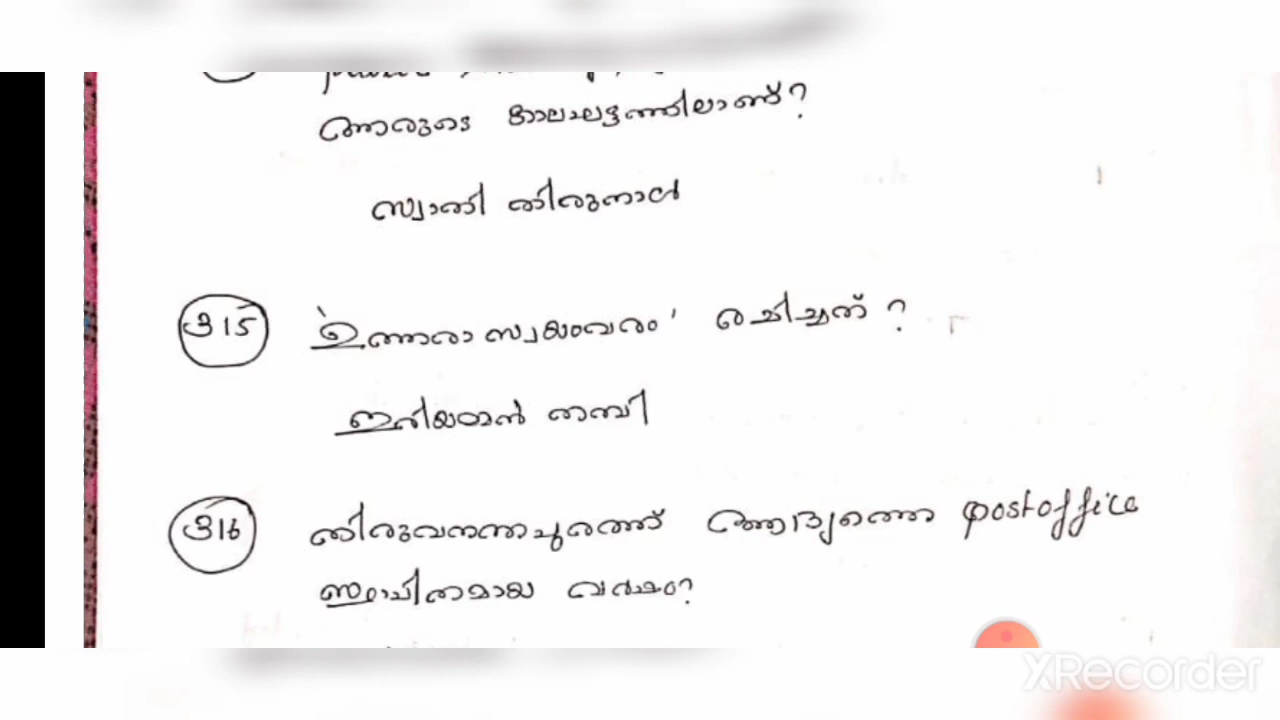 ആരുടെ കാലഘട്ടത്തിലാണ്?
സ്വാതി തിരുനാൾ
315 'ഉത്തരാസ്വയംവരം' രചിച്ചത് ?
ഇരയിമ്മൻ തമ്പി
316 തിരുവനന്തപുരത്ത് ആദ്യത്തെ postoffice
സ്ഥാപിതമായ വർഷം?
XRecorder